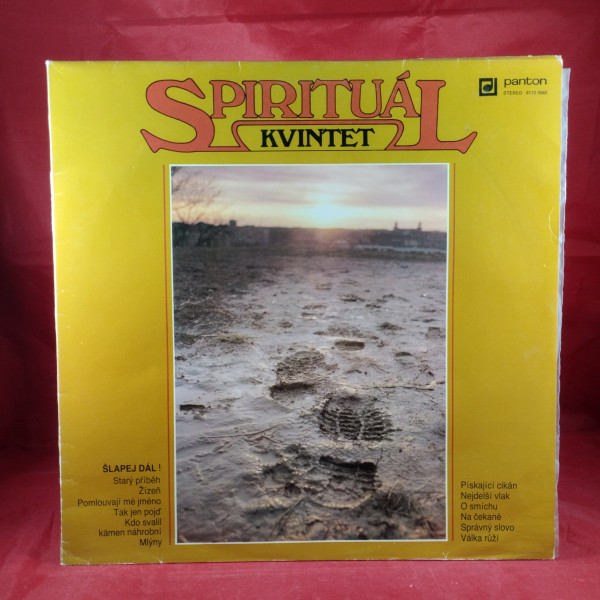 SPIRITUÁL
KVINTET
panton
STEREO
ŠLAPEJ DÁL!
Starý příběh
Žízeň
Pomlouvají mé jméno
Tak jen pojď
Kdo svalil
kámen náhrobní
Mlýny
Pískající cikán
Nejdelší vlak
O smíchu
Na čekané
Správný slovo
Válka růží